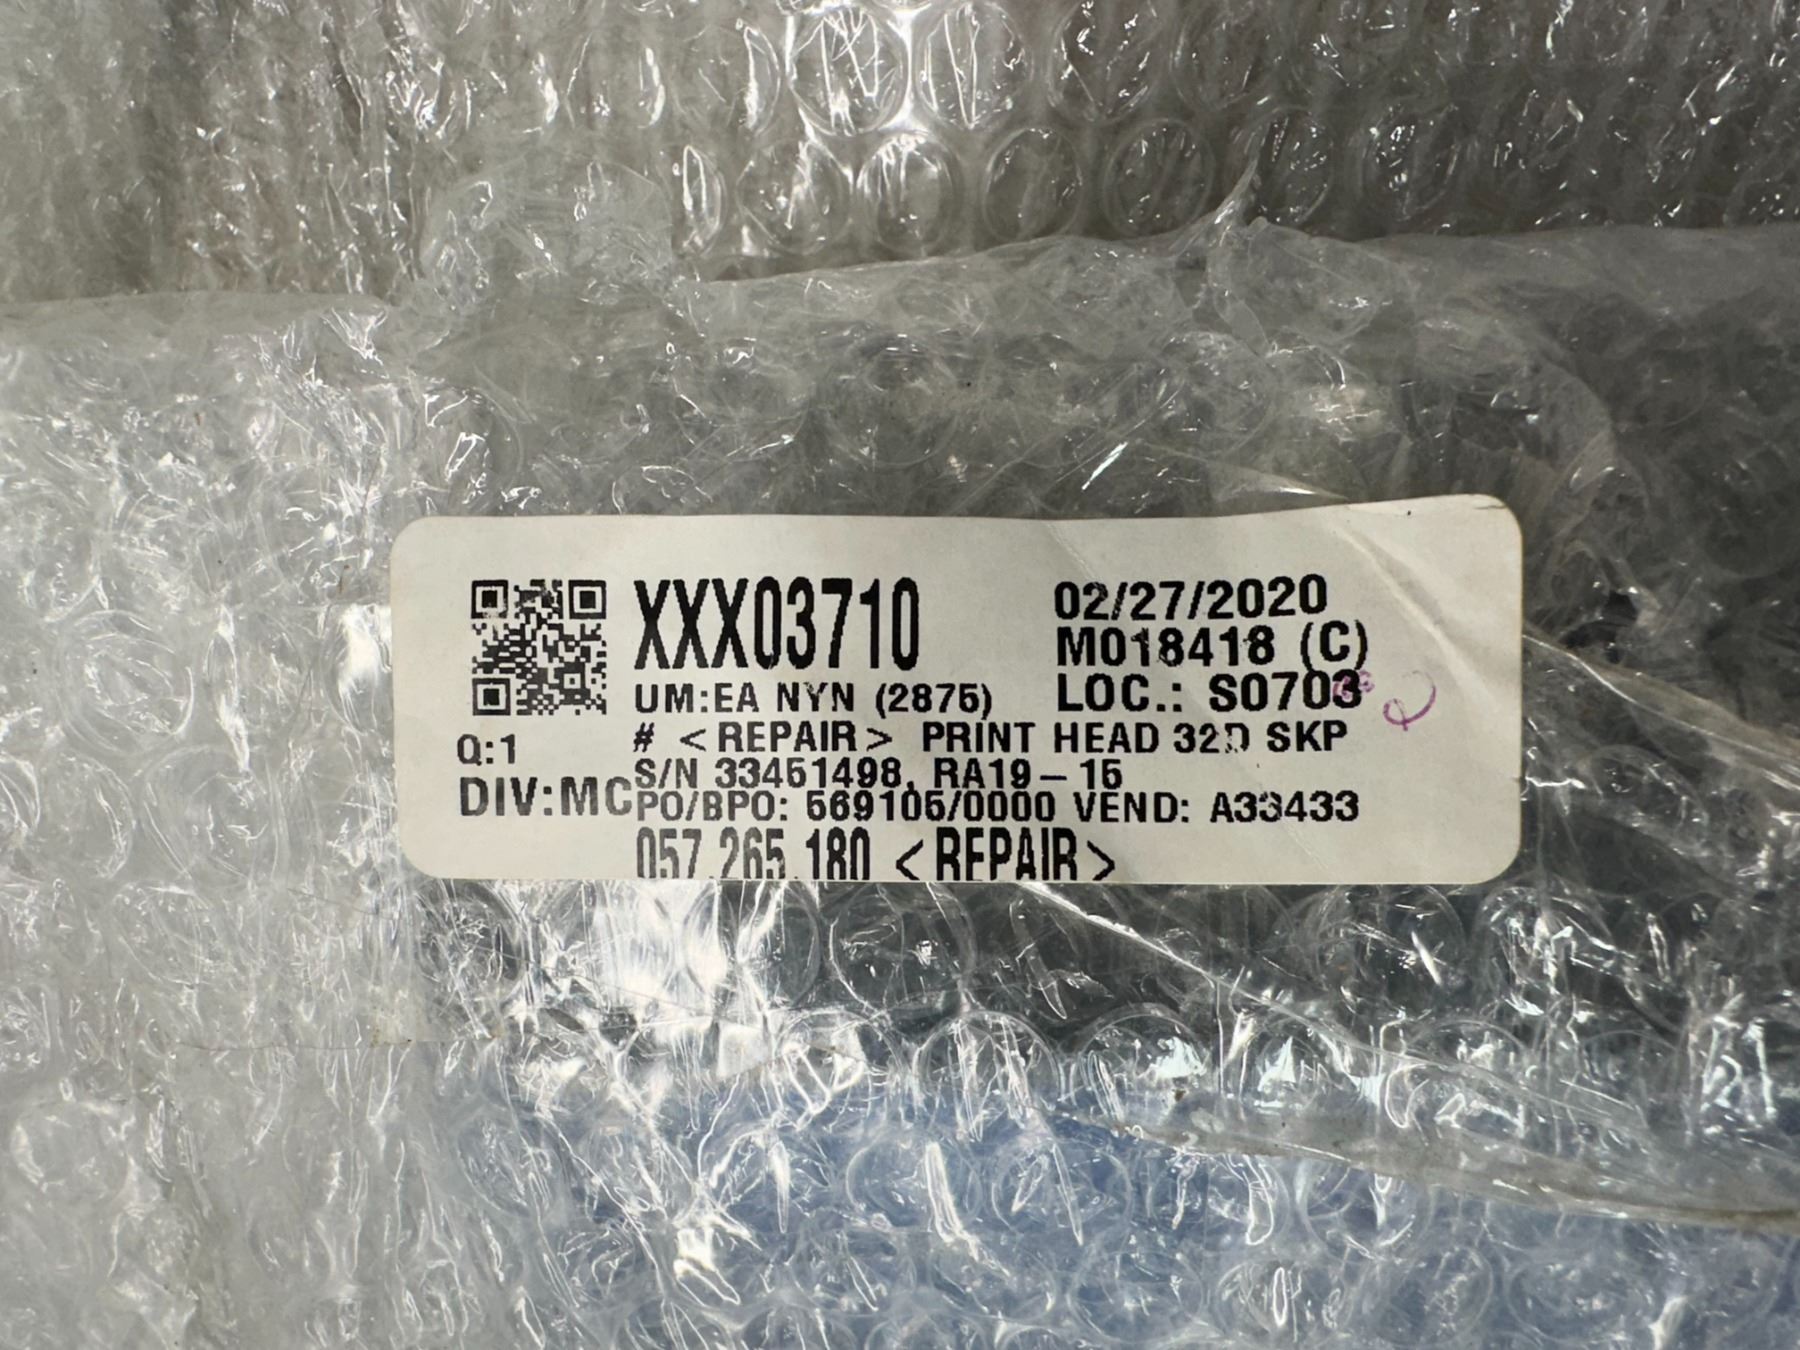 XXX03710
02/27/2020
M018418 (C)
UM:EA NYN (2875)
LOC.: S0703
# <REPAIR> PRINT HEAD 32D SKP
Q:1
S/N 33451498, RA19-15
DIV:MC
PO/BPO: 569105/0000 VEND: A33433
057.265.180 <REPAIR>